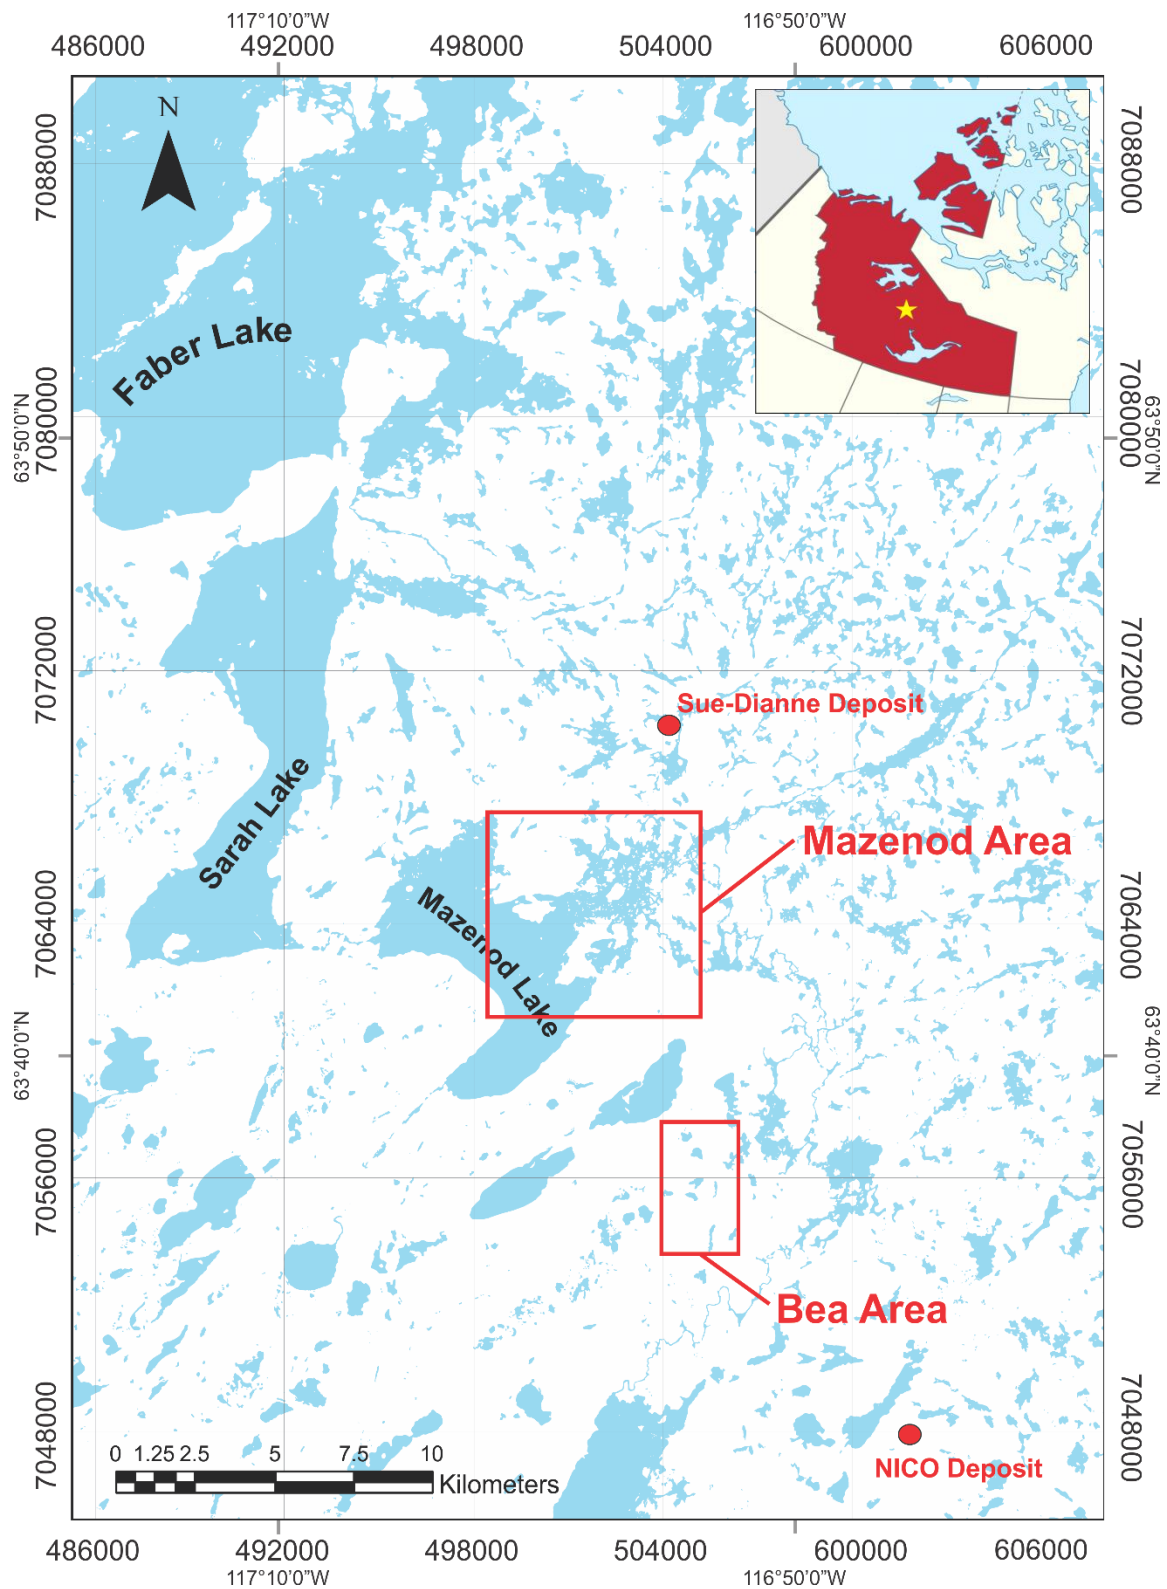 117°10'0"W
116°50'0"W
486000
492000
498000
504000
600000
606000
N
7088000
7088000
Faber Lake
7080000
63°50'0"N
7080000
63°50'0"N
7072000
7072000
Sue-Dianne Deposit
Sarah Lake
Mazenod Area
Mazenod Lake
7064000
7064000
63°40'0"N
63°40'0"N
7056000
7056000
Bea Area
7048000
7048000
0 1.25 2.5 5 7.5 10
Kilometers
NICO Deposit
486000
492000
498000
504000
600000
606000
117°10'0"W
116°50'0"W